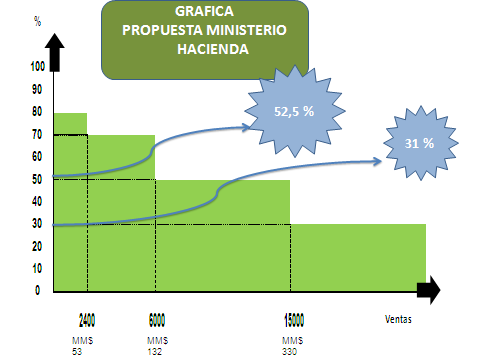 GRAFICA
PROPUESTA MINISTERIO
HACIENDA
%
100
90
80
70
60
50
40
30
20
10
0
52,5 %
31 %
2400
6000
15000
Ventas
MM$
53
MM$
132
MM$
330